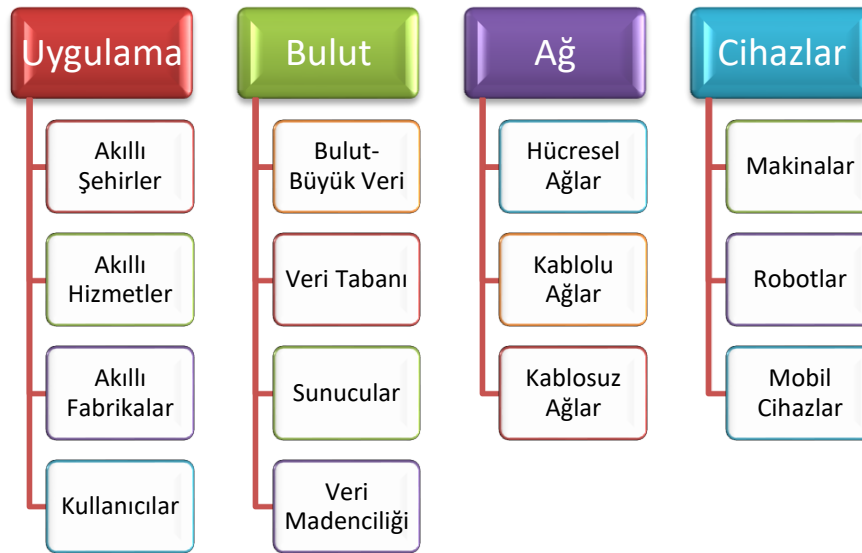 Uygulama
Akıllı
Şehirler
Akıllı
Hizmetler
Akıllı
Fabrikalar
Kullanıcılar
Bulut
Bulut-
Büyük Veri
Veri Tabanı
Sunucular
Veri
Madenciliği
Ağ
Hücresel
Ağlar
Kablolu
Ağlar
Kablosuz
Ağlar
Cihazlar
Makinalar
Robotlar
Mobil
Cihazlar